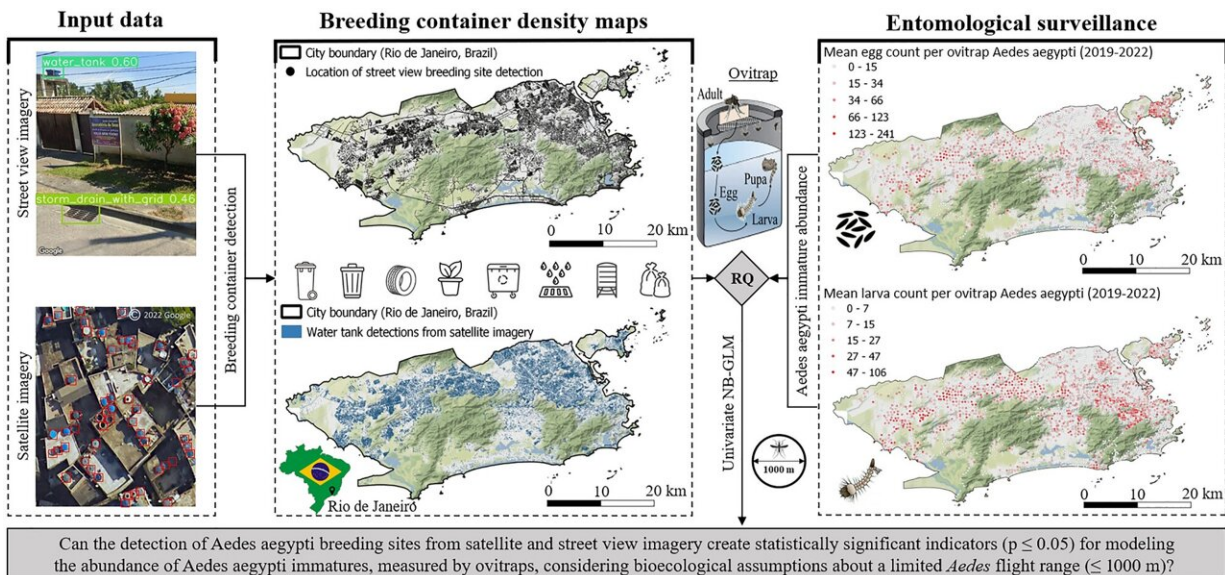 Input data
Street view imagery
water_tank 0.60
storm_drain_with_grid 0.46
Google
Satellite imagery
© 2022 Google
Breeding container detection
Breeding container density maps
City boundary (Rio de Janeiro, Brazil)
Location of street view breeding site detection
0 10 20 km
City boundary (Rio de Janeiro, Brazil)
Water tank detections from satellite imagery
Rio de Janeiro
0 10 20 km
Ovitrap
Adult
Egg
Pupa
Larva
RQ
Univariate NB-GLM
1000 m
Aedes aegypti immature abundance
Entomological surveillance
Mean egg count per ovitrap Aedes aegypti (2019-2022)
0 - 15
15 - 34
34 - 66
66 - 123
123 - 241
0 10 20 km
Mean larva count per ovitrap Aedes aegypti (2019-2022)
0 - 7
7 - 15
15 - 27
27 - 47
47 - 106
0 10 20 km
Can the detection of Aedes aegypti breeding sites from satellite and street view imagery create statistically significant indicators (p ≤ 0.05) for modeling
the abundance of Aedes aegypti immatures, measured by ovitraps, considering bioecological assumptions about a limited Aedes flight range (≤ 1000 m)?